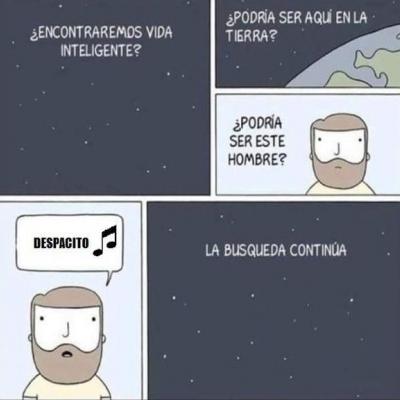 ¿ENCONTRAREMOS VIDA
INTELIGENTE?
¿PODRÍA SER AQUÍ EN LA
TIERRA?
¿PODRÍA
SER ESTE
HOMBRE?
DESPACITO
LA BUSQUEDA CONTINÚA